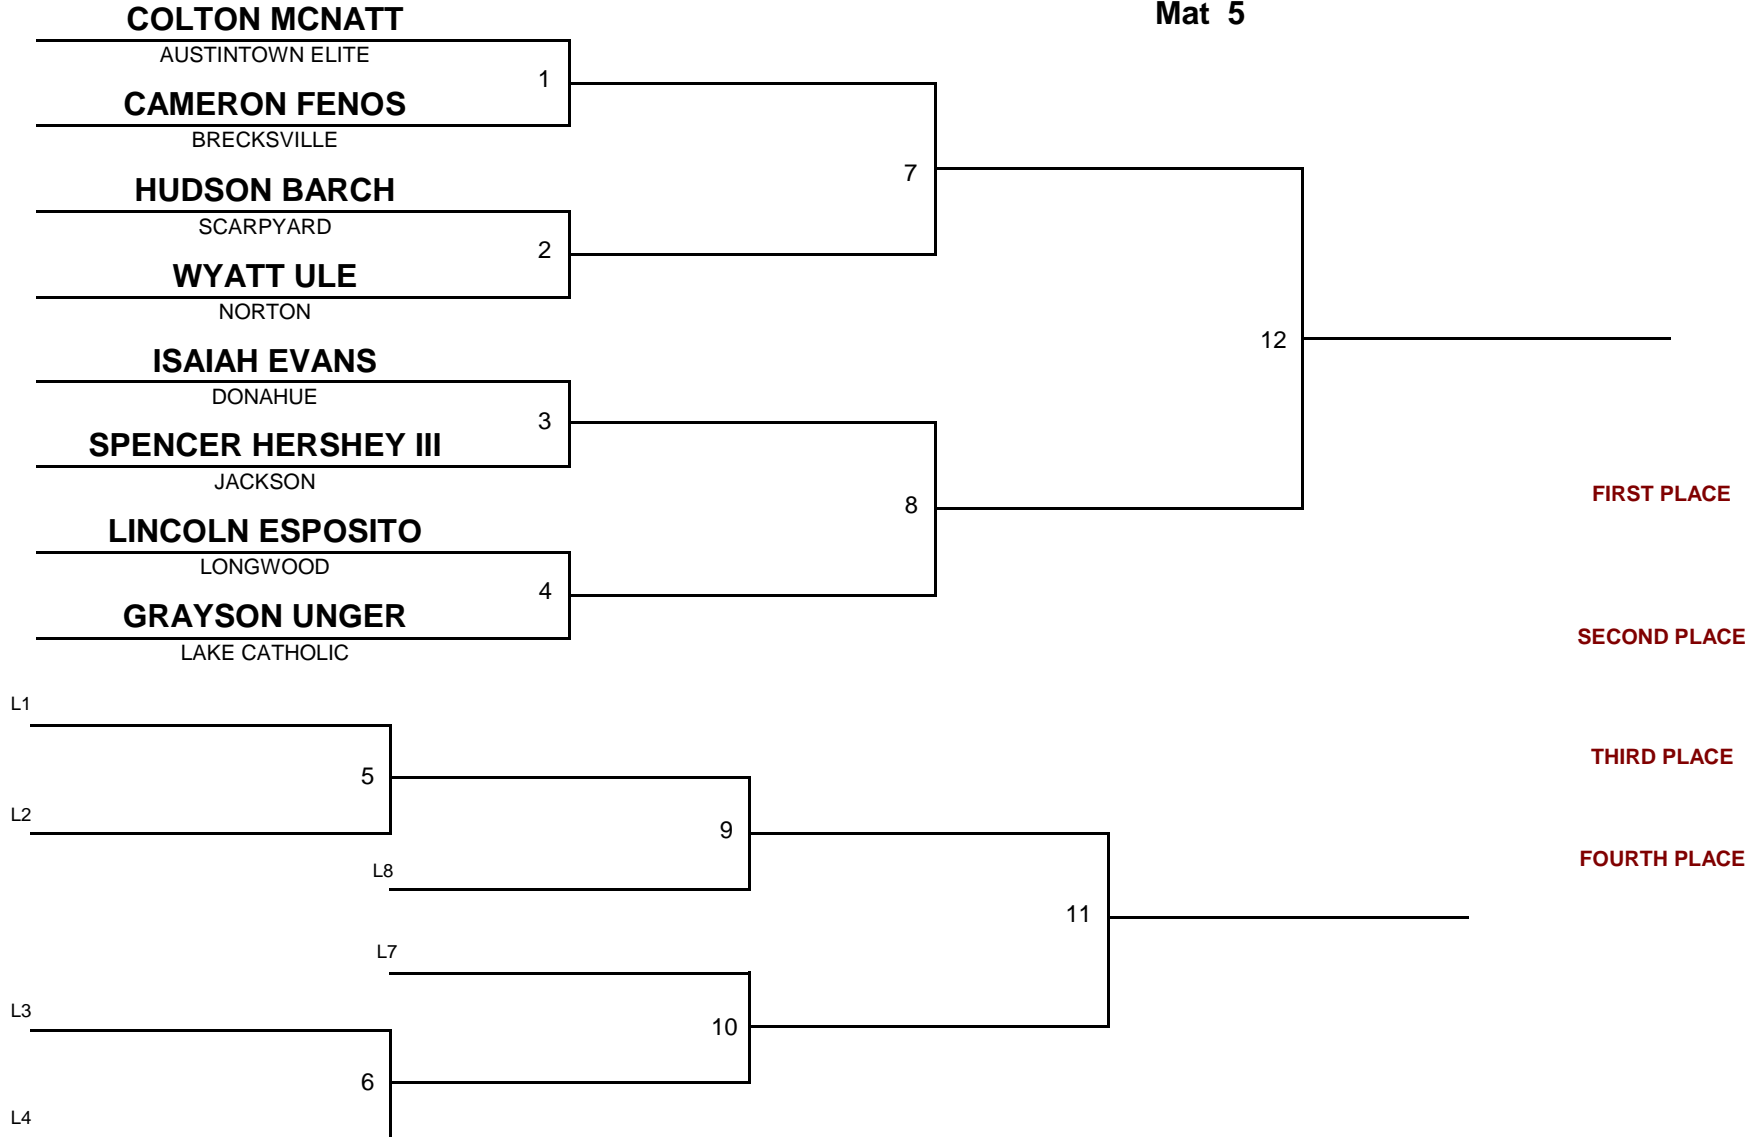 COLTON MCNATT
Mat 5
AUSTINTOWN ELITE
1
CAMERON FENOS
BRECKSVILLE
7
HUDSON BARCH
SCARPYARD
2
WYATT ULE
NORTON
12
ISAIAH EVANS
DONAHUE
3
SPENCER HERSHEY III
JACKSON
FIRST PLACE
8
LINCOLN ESPOSITO
LONGWOOD
4
GRAYSON UNGER
SECOND PLACE
LAKE CATHOLIC
L1
THIRD PLACE
5
L2
9
FOURTH PLACE
L8
11
L7
L3
10
6
L4